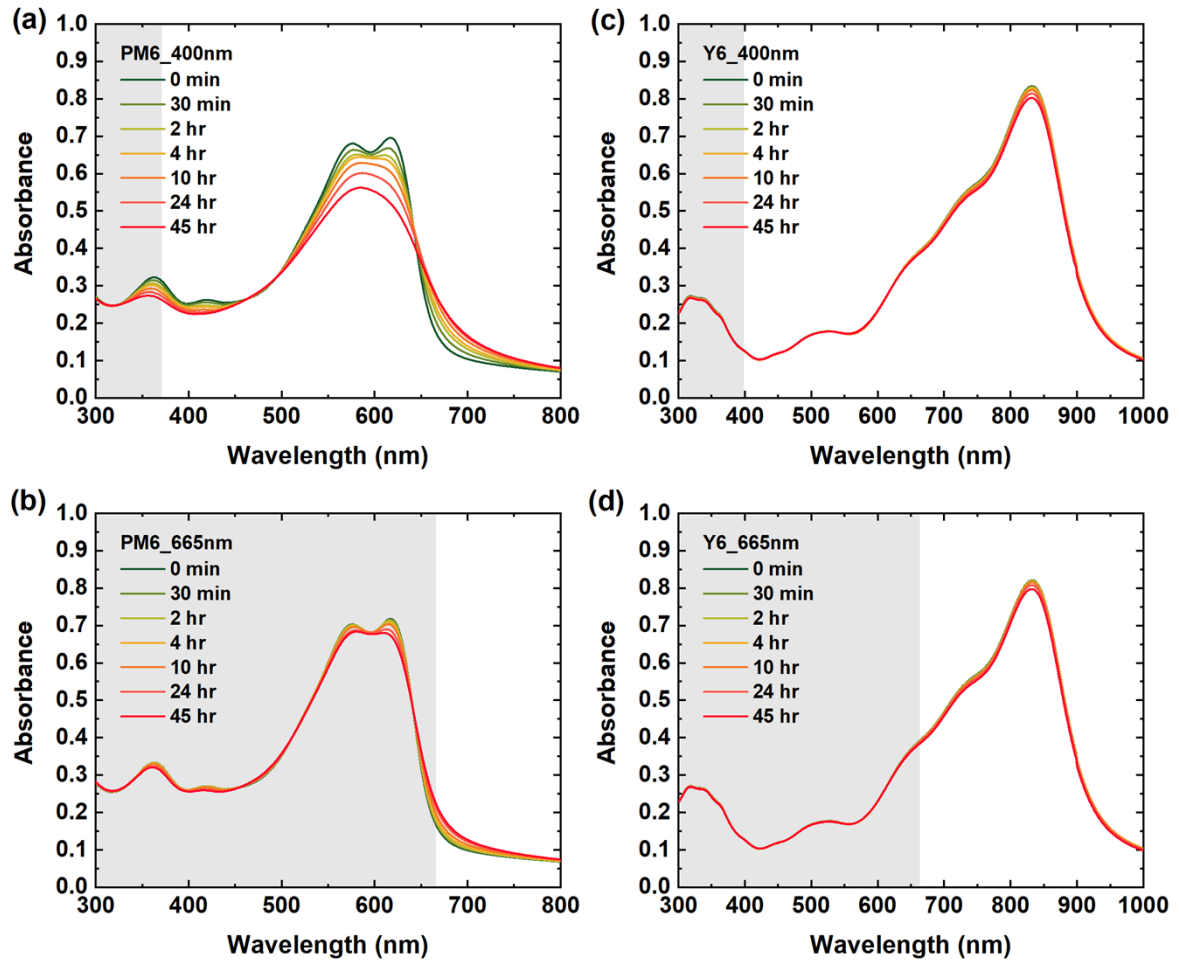 (a)
PM6_400nm
0 min
30 min
2 hr
4 hr
10 hr
24 hr
45 hr
Absorbance
1.0
0.9
0.8
0.7
0.6
0.5
0.4
0.3
0.2
0.1
0.0
300 400 500 600 700 800
Wavelength (nm)
(c)
Y6_400nm
0 min
30 min
2 hr
4 hr
10 hr
24 hr
45 hr
Absorbance
1.0
0.9
0.8
0.7
0.6
0.5
0.4
0.3
0.2
0.1
0.0
300 400 500 600 700 800 900 1000
Wavelength (nm)
(b)
PM6_665nm
0 min
30 min
2 hr
4 hr
10 hr
24 hr
45 hr
Absorbance
1.0
0.9
0.8
0.7
0.6
0.5
0.4
0.3
0.2
0.1
0.0
300 400 500 600 700 800
Wavelength (nm)
(d)
Y6_665nm
0 min
30 min
2 hr
4 hr
10 hr
24 hr
45 hr
Absorbance
1.0
0.9
0.8
0.7
0.6
0.5
0.4
0.3
0.2
0.1
0.0
300 400 500 600 700 800 900 1000
Wavelength (nm)